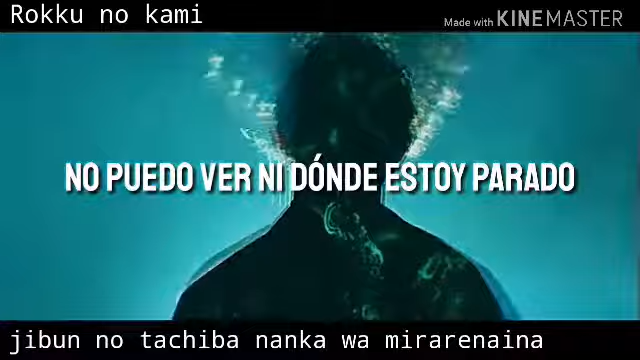 Rokku no kami
Made with KINEMASTER
NO PUEDO VER NI DÓNDE ESTOY PARADO
jibun no tachiba nanka wa mirarenaina